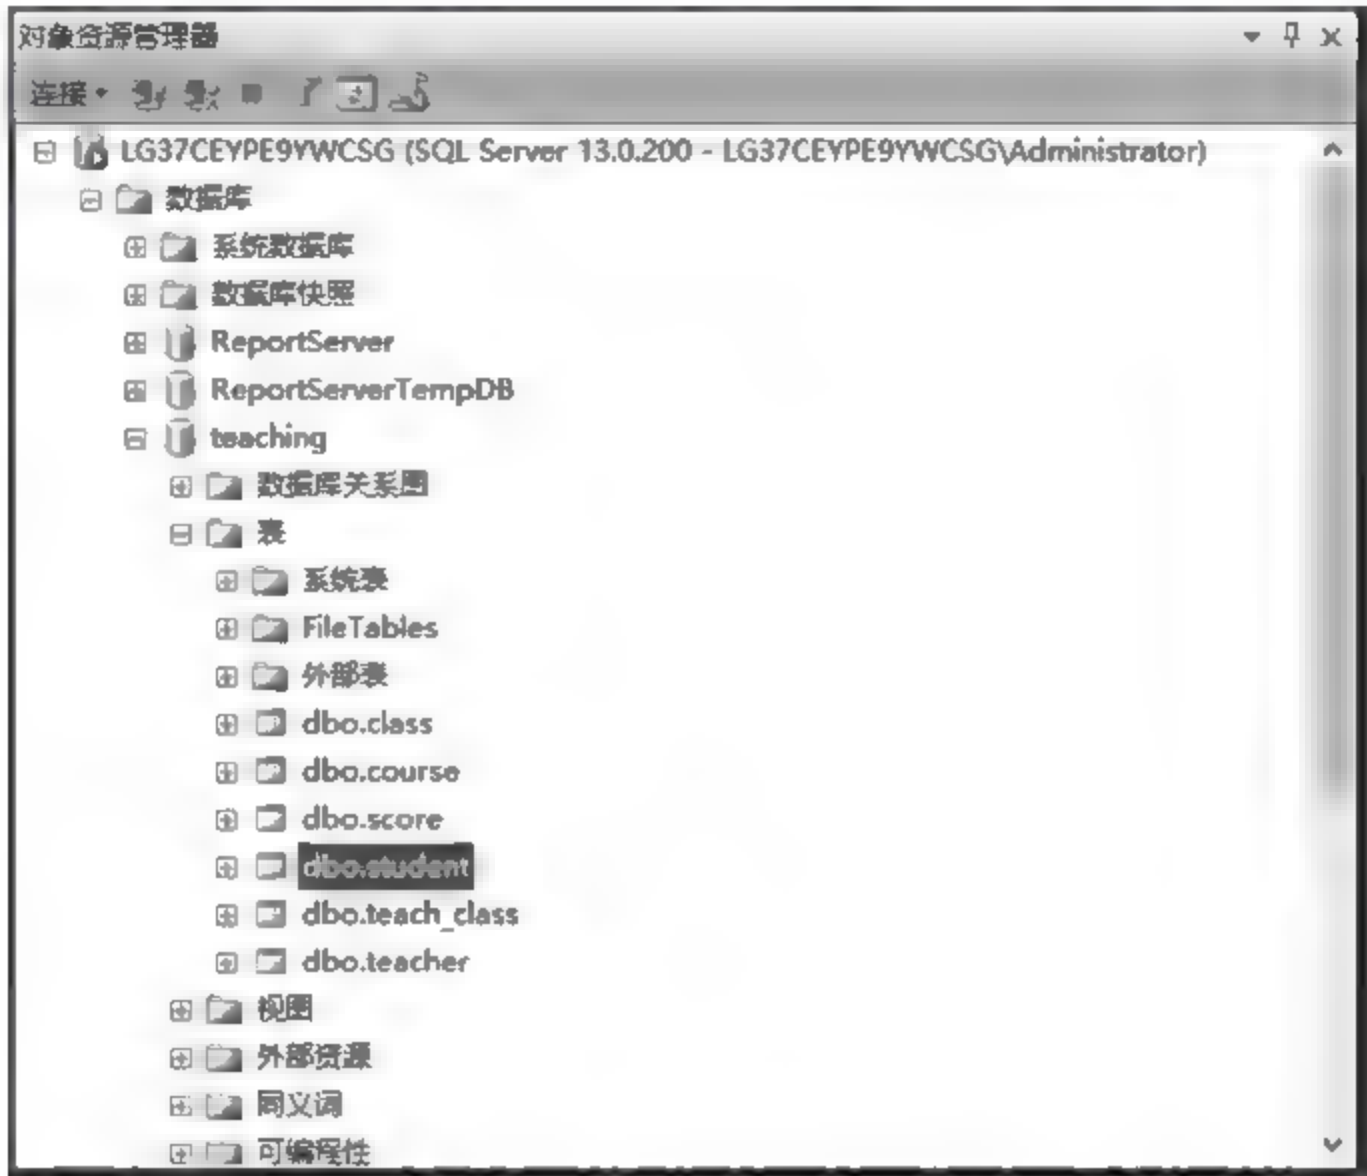 对象资源管理器
连接
LG37CEYPE9YWCSG (SQL Server 13.0.200 - LG37CEYPE9YWCSG\Administrator)
数据库
系统数据库
数据库快照
ReportServer
ReportServerTempDB
teaching
数据库关系图
表
系统表
FileTables
外部表
dbo.class
dbo.course
dbo.score
dbo.student
dbo.teach_class
dbo.teacher
视图
外部资源
同义词
可编程性